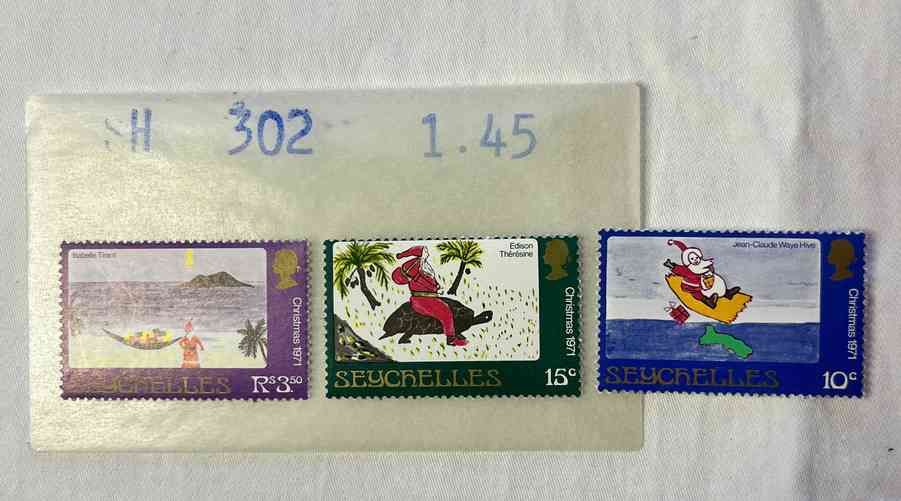 SH 302 1.45
Isabelle Tirant
Christmas 1971
SEYCHELLES Rs3.50
Edison
Thérésine
Christmas 1971
SEYCHELLES 15c
Jean-Claude Waye Hive
Christmas 1971
SEYCHELLES 10c